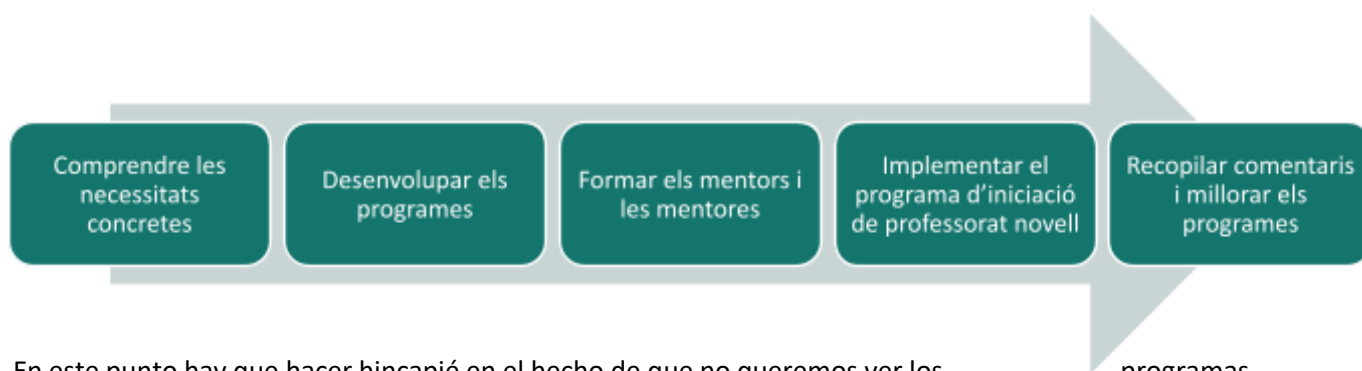 Comprendre les
necessitats
concretes
Desenvolupar els
programes
Formar els mentors i
les mentores
Implementar el
programa d'iniciació
de professorat novell
Recopilar comentaris
i millorar els
programes
En este punto hay que hacer hincapié en el hecho de que no queremos ver los programas